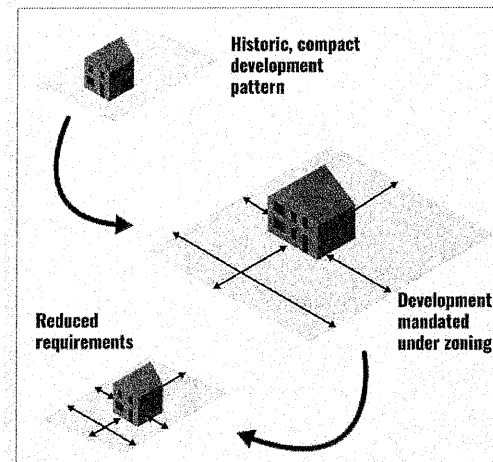 Historic, compact
development
pattern
Development
mandated
under zoning
Reduced
requirements